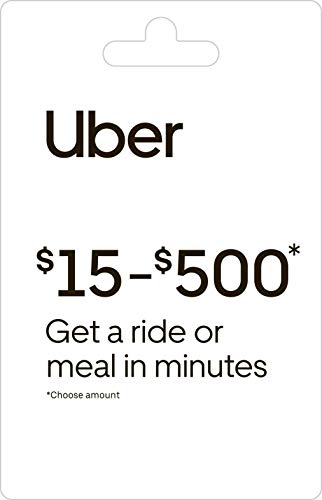 Uber
$15-$500*
Get a ride or
meal in minutes
*Choose amount